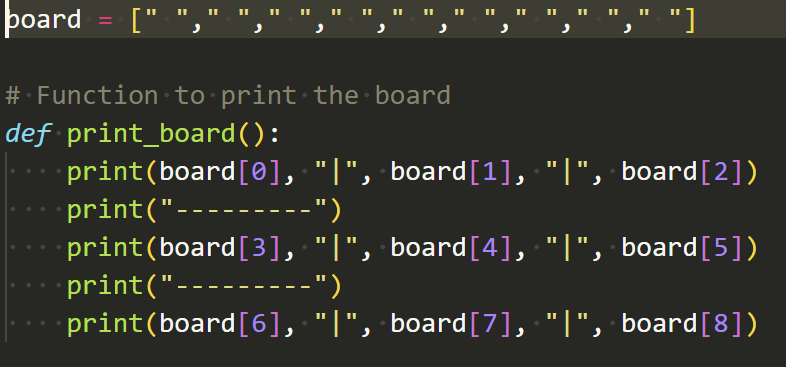 board = [" "," "," "," "," "," "," "," "," "]
# Function to print the board
def print_board():
    print(board[0], "|", board[1], "|", board[2])
    print("---------")
    print(board[3], "|", board[4], "|", board[5])
    print("---------")
    print(board[6], "|", board[7], "|", board[8])